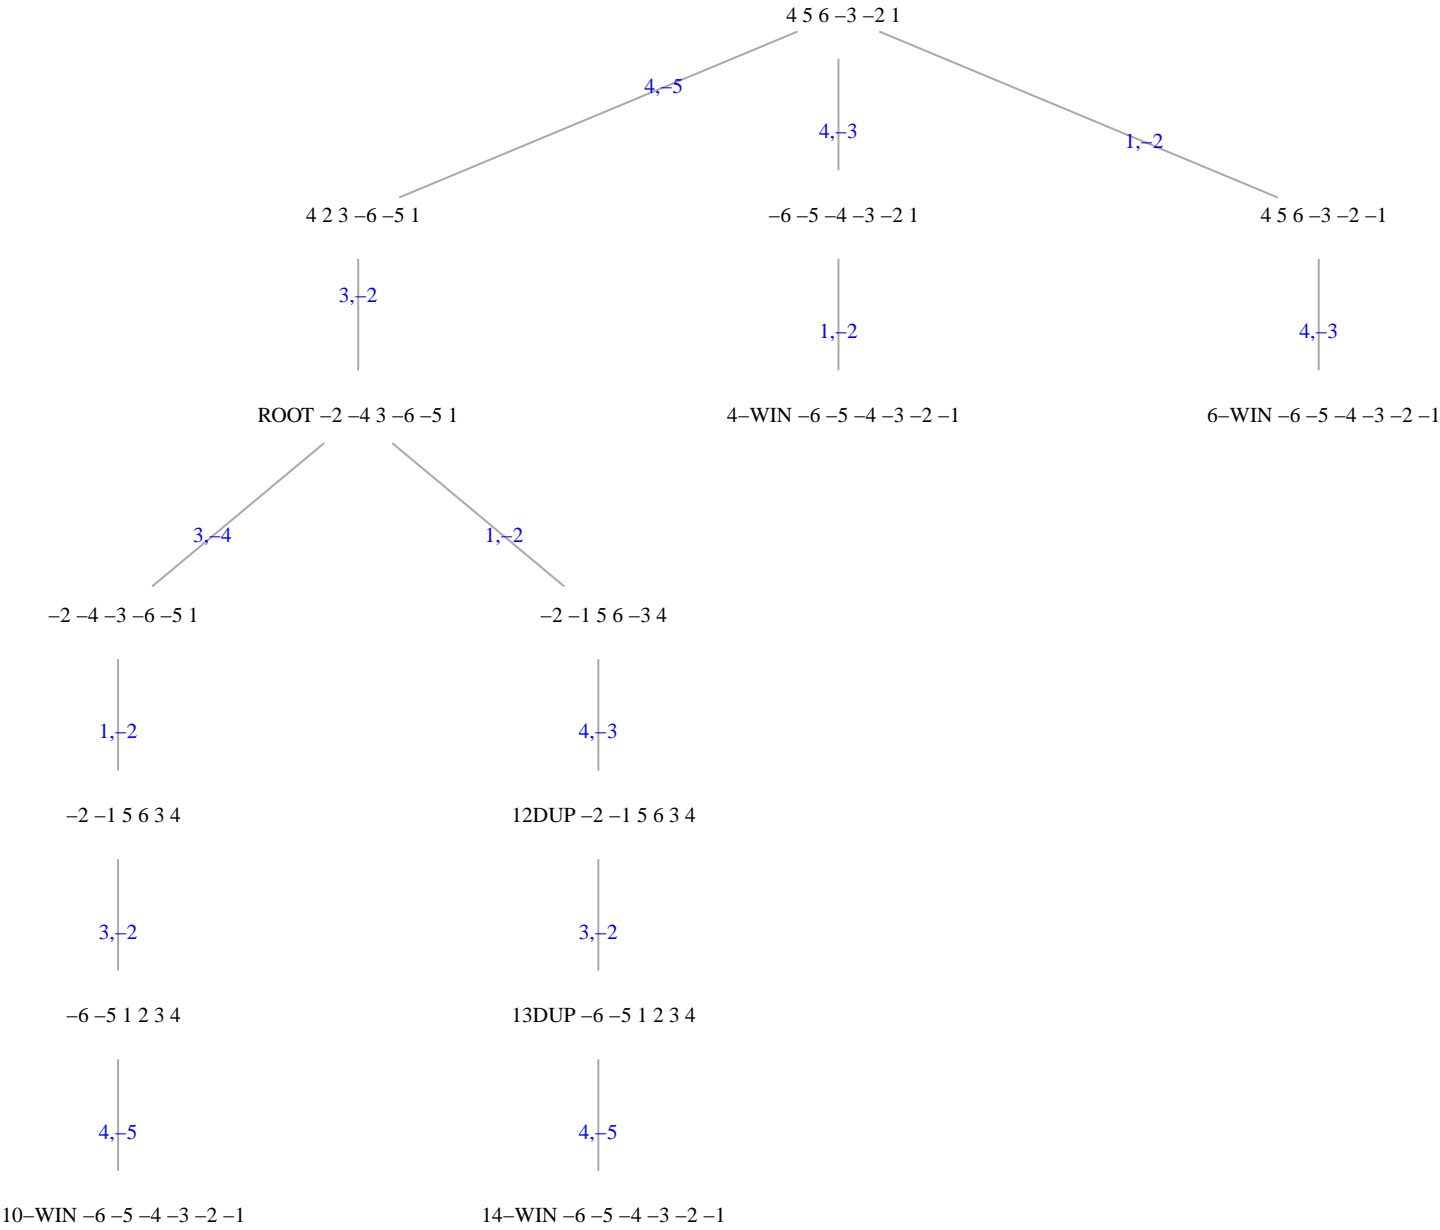 4 5 6 –3 –2 1
4,–5
4,–3
1,–2
4 2 3 –6 –5 1
–6 –5 –4 –3 –2 1
4 5 6 –3 –2 –1
3,–2
1,–2
4,–3
ROOT –2 –4 3 –6 –5 1
4–WIN –6 –5 –4 –3 –2 –1
6–WIN –6 –5 –4 –3 –2 –1
3,–4
1,–2
–2 –4 –3 –6 –5 1
–2 –1 5 6 –3 4
1,–2
4,–3
–2 –1 5 6 3 4
12DUP –2 –1 5 6 3 4
3,–2
3,–2
–6 –5 1 2 3 4
13DUP –6 –5 1 2 3 4
4,–5
4,–5
10–WIN –6 –5 –4 –3 –2 –1
14–WIN –6 –5 –4 –3 –2 –1